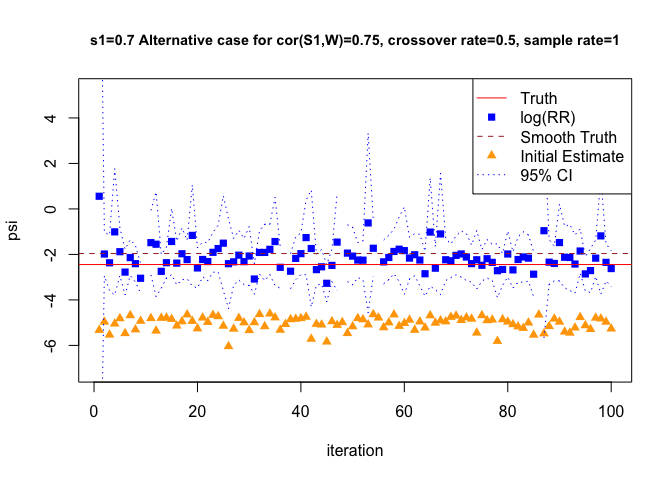 s1=0.7 Alternative case for cor(S1,W)=0.75, crossover rate=0.5, sample rate=1
Truth
log(RR)
Smooth Truth
Initial Estimate
95% CI
psi
4
2
0
-2
-4
-6
0 20 40 60 80 100
iteration